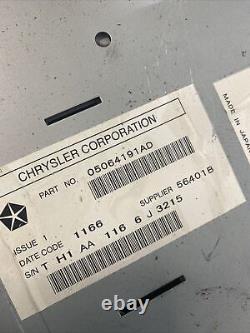 CHRYSLER CORPORATION
PART NO 05064191AD
ISSUE 1
DATE CODE 1166 SUPPLIER 56401B
S/N T H1 AA 116 6 J 3215
MADE IN JAPAN